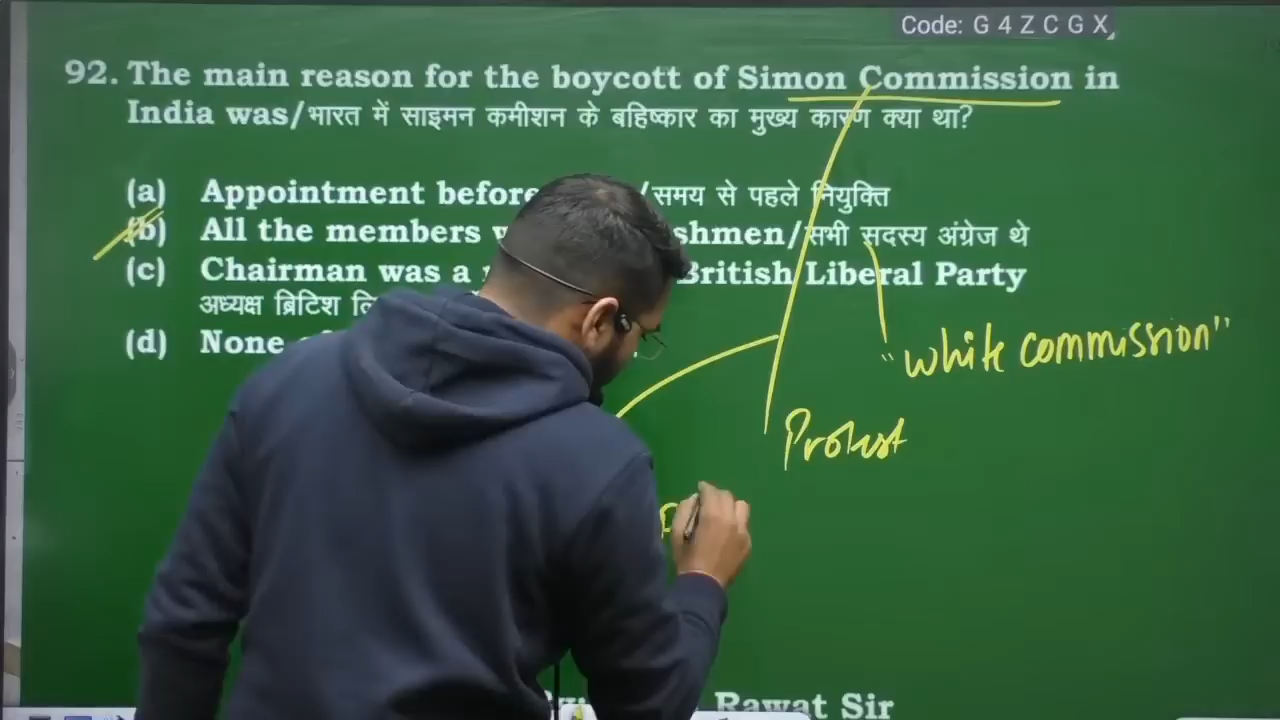 Code: G 4 Z C G X
92. The main reason for the boycott of Simon Commission in
India was/भारत में साइमन कमीशन के बहिष्कार का मुख्य कारण क्या था?
(a) Appointment before /समय से पहले नियुक्ति
(b) All the members /सभी सदस्य अंग्रेज थे
(c) Chairman was a British Liberal Party
अध्यक्ष ब्रिटिश
(d) None
"white commission"
Protest
Rawat Sir